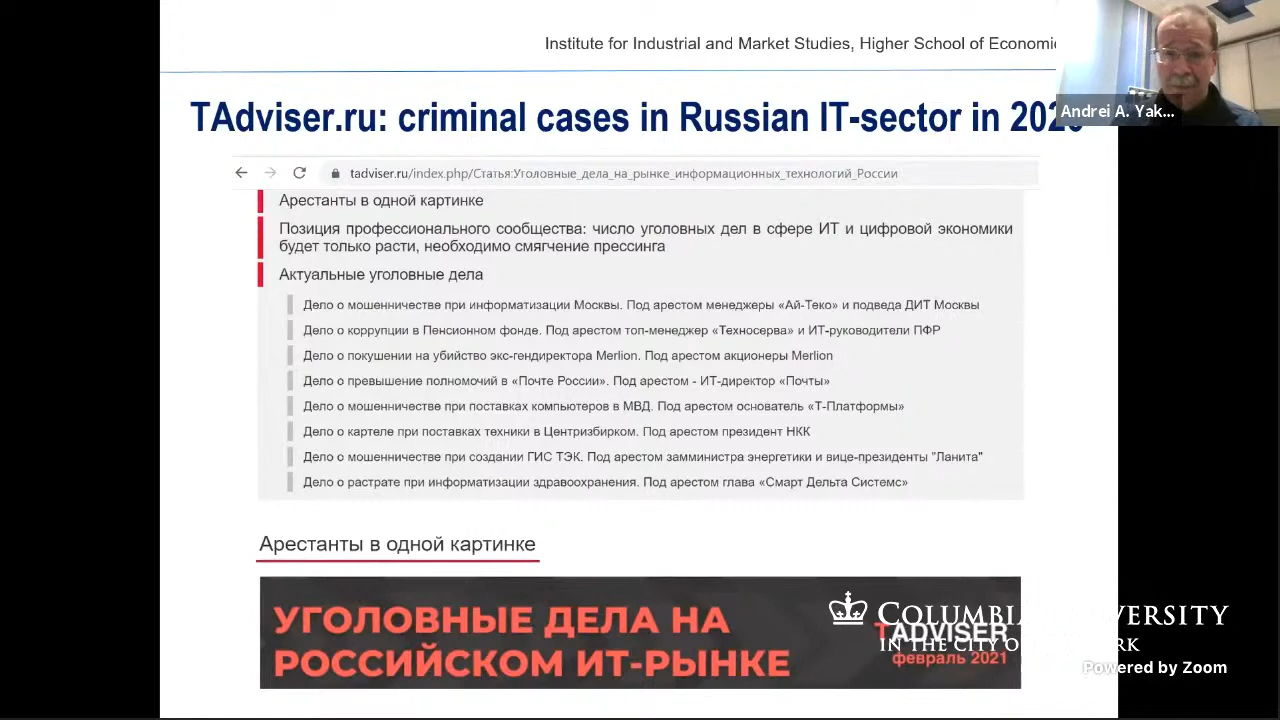 Institute for Industrial and Market Studies, Higher School of Economi
TAdviser.ru: criminal cases in Russian IT-sector in
Andrei A. Yak...
tadviser.ru/index.php/Статья:Уголовные_дела_на_рынке_информационных_технологий_России
Арестанты в одной картинке
Позиция профессионального сообщества: число уголовных дел в сфере ИТ и цифровой экономики
будет только расти, необходимо смягчение прессинга
Актуальные уголовные дела
Дело о мошенничестве при информатизации Москвы. Под арестом менеджеры «Ай-Теко» и подведа ДИТ Москвы
Дело о коррупции в Пенсионном фонде. Под арестом топ-менеджер «Техносерва» и ИТ-руководители ПФР
Дело о покушении на убийство экс-гендиректора Merlion. Под арестом акционеры Merlion
Дело о превышение полномочий в «Почте России». Под арестом - ИТ-директор «Почты»
Дело о мошенничестве при поставках компьютеров в МВД. Под арестом основатель «Т-Платформы»
Дело о картеле при поставках техники в Центризбирком. Под арестом президент НКК
Дело о мошенничестве при создании ГИС ТЭК. Под арестом замминистра энергетики и вице-президенты "Ланита"
Дело о растрате при информатизации здравоохранения. Под арестом глава «Смарт Дельта Системс»
Арестанты в одной картинке
УГОЛОВНЫЕ ДЕЛА НА
РОССИЙСКОМ ИТ-РЫНКЕ
TADVISER
февраль 2021
COLUMBIA UNIVERSITY
IN THE CITY OF NEW YORK
Powered by Zoom